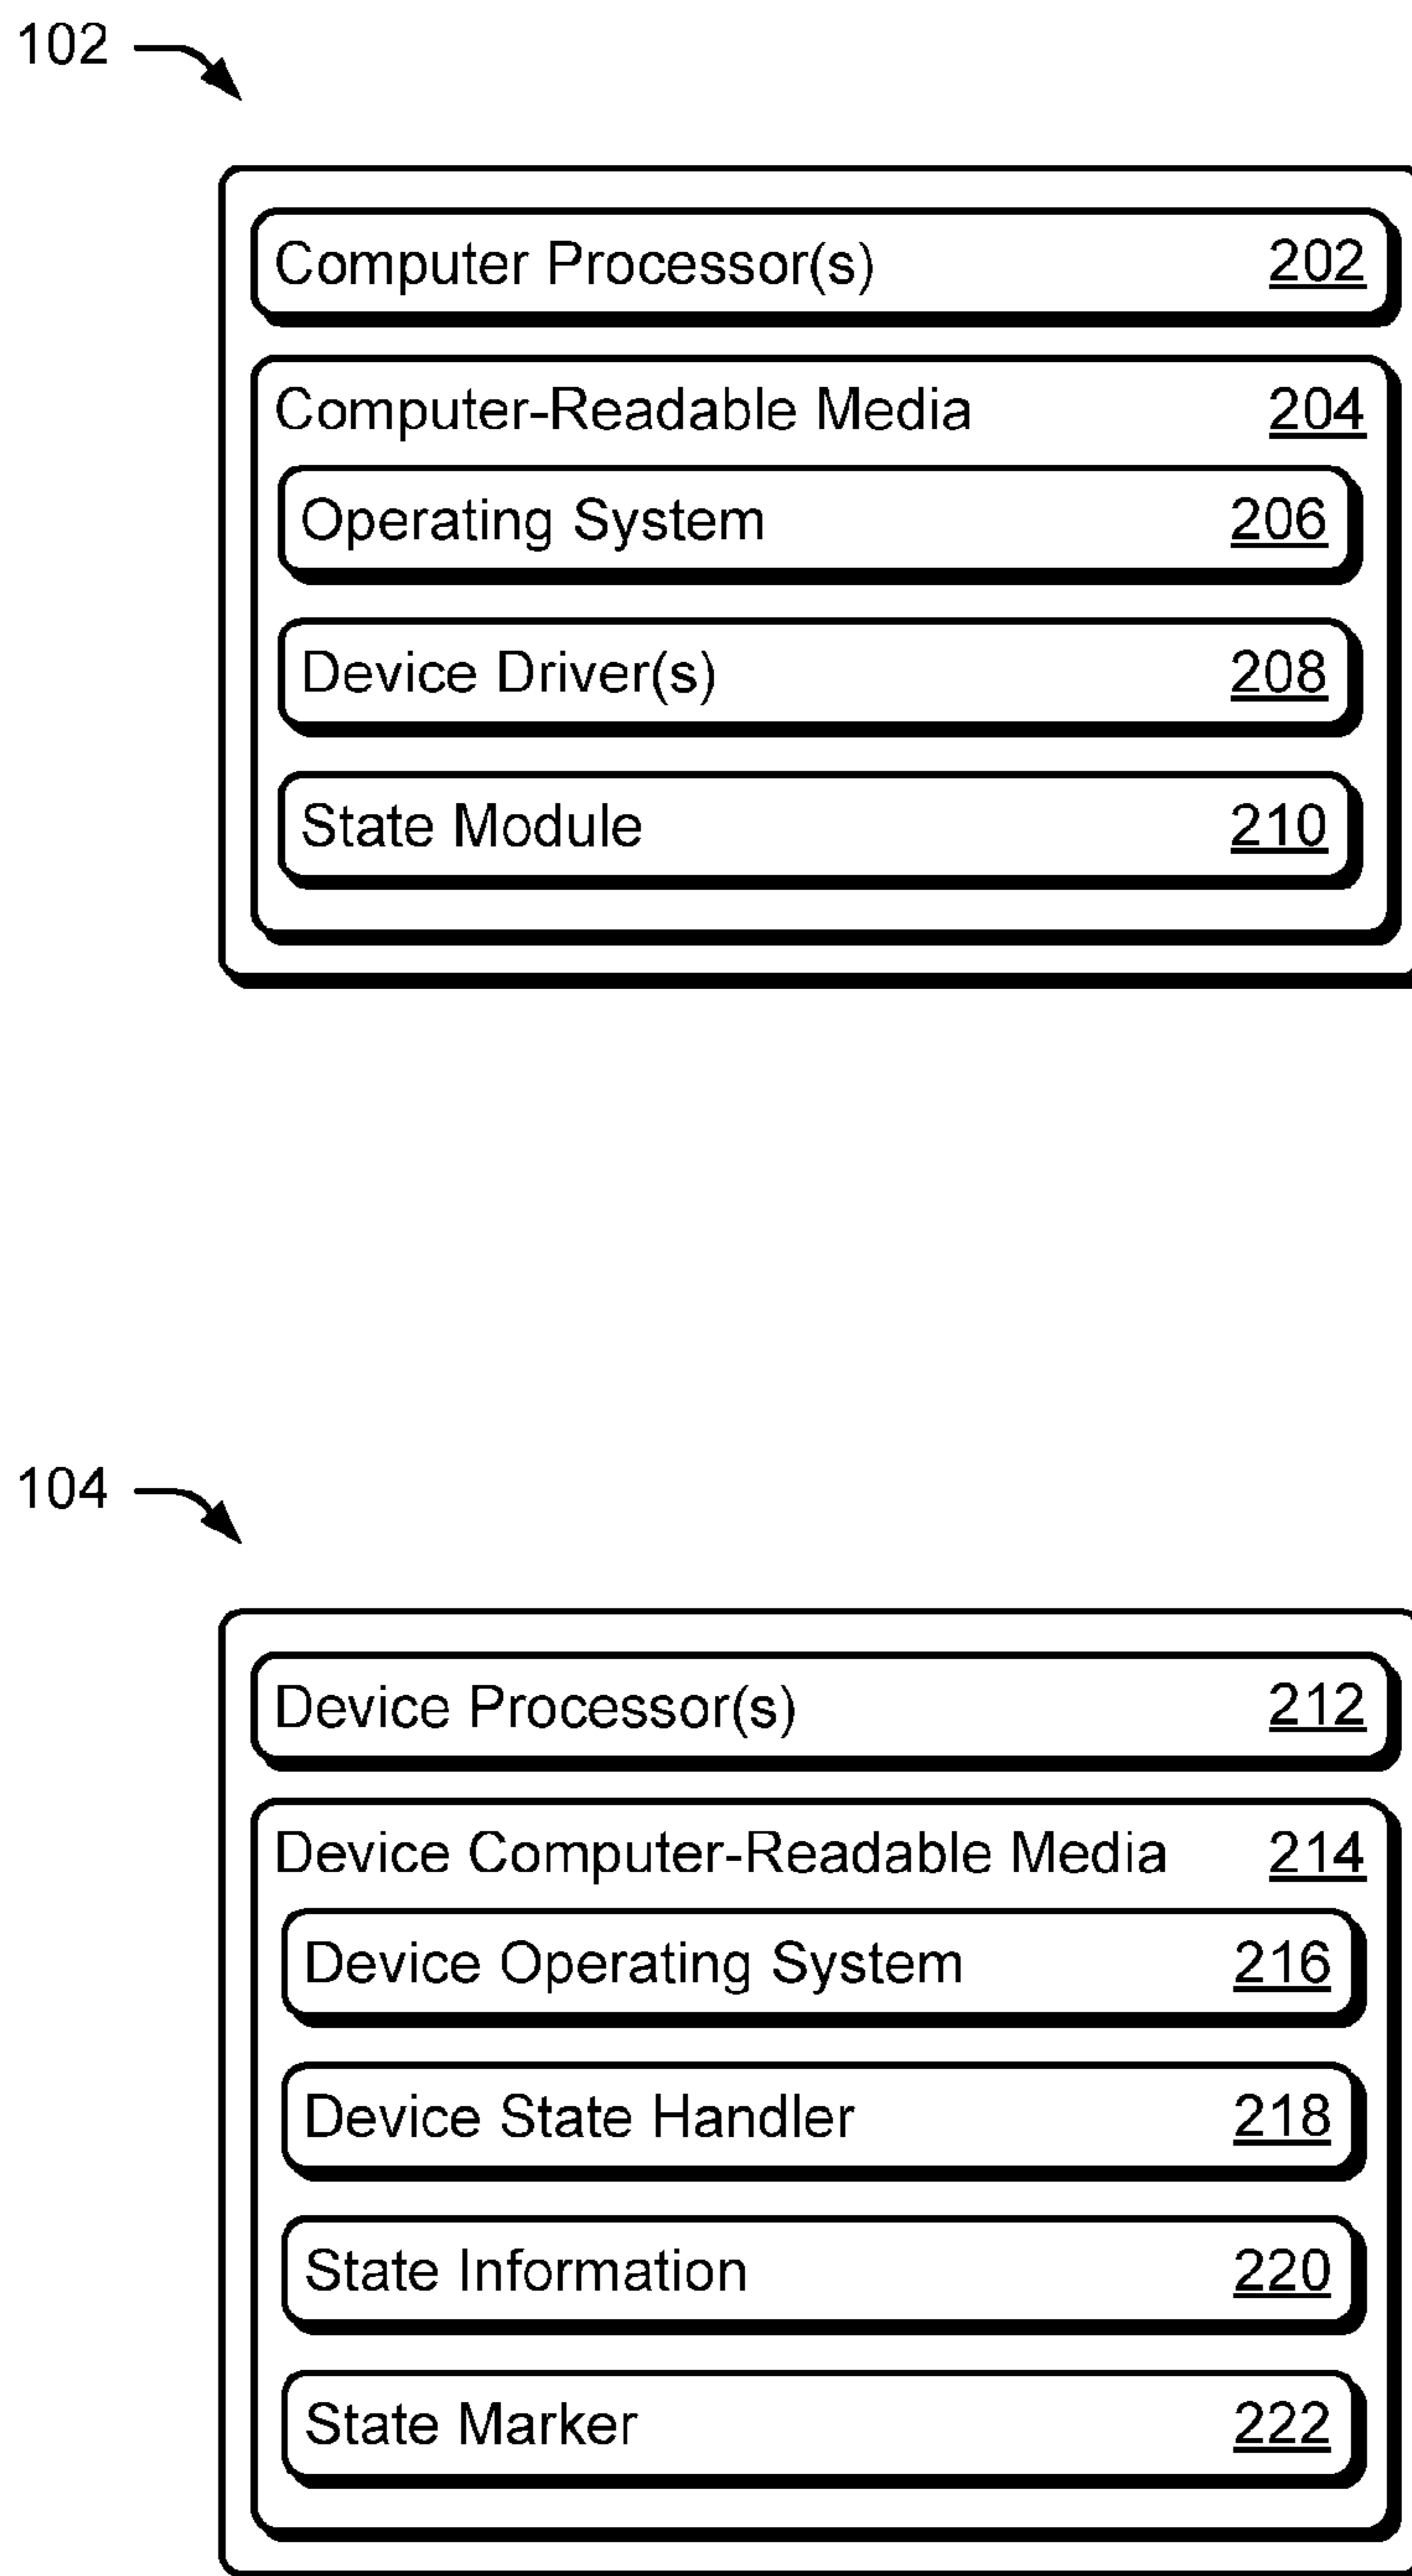 102
Computer Processor(s) 202
Computer-Readable Media 204
Operating System 206
Device Driver(s) 208
State Module 210
104
Device Processor(s) 212
Device Computer-Readable Media 214
Device Operating System 216
Device State Handler 218
State Information 220
State Marker 222